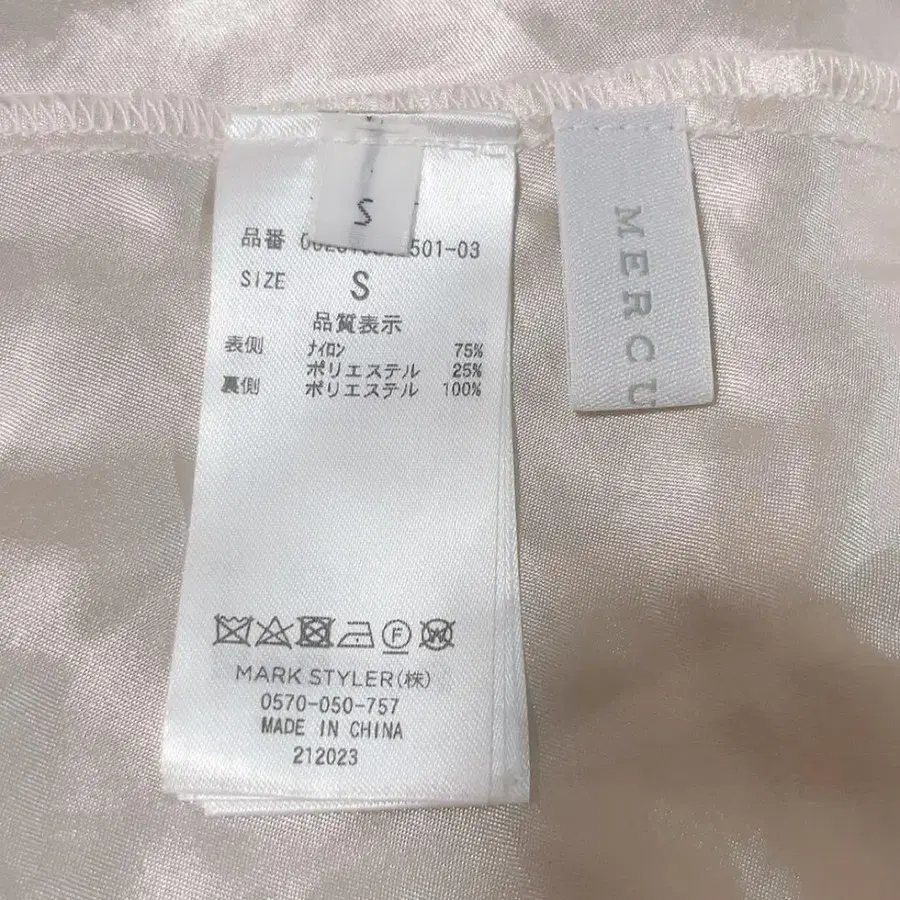 S
品番 501-03
SIZE S
品質表示
表側 ナイロン 75%
ポリエステル 25%
裏側 ポリエステル 100%
F W
MARK STYLER(株)
0570-050-757
MADE IN CHINA
212023
MERCU